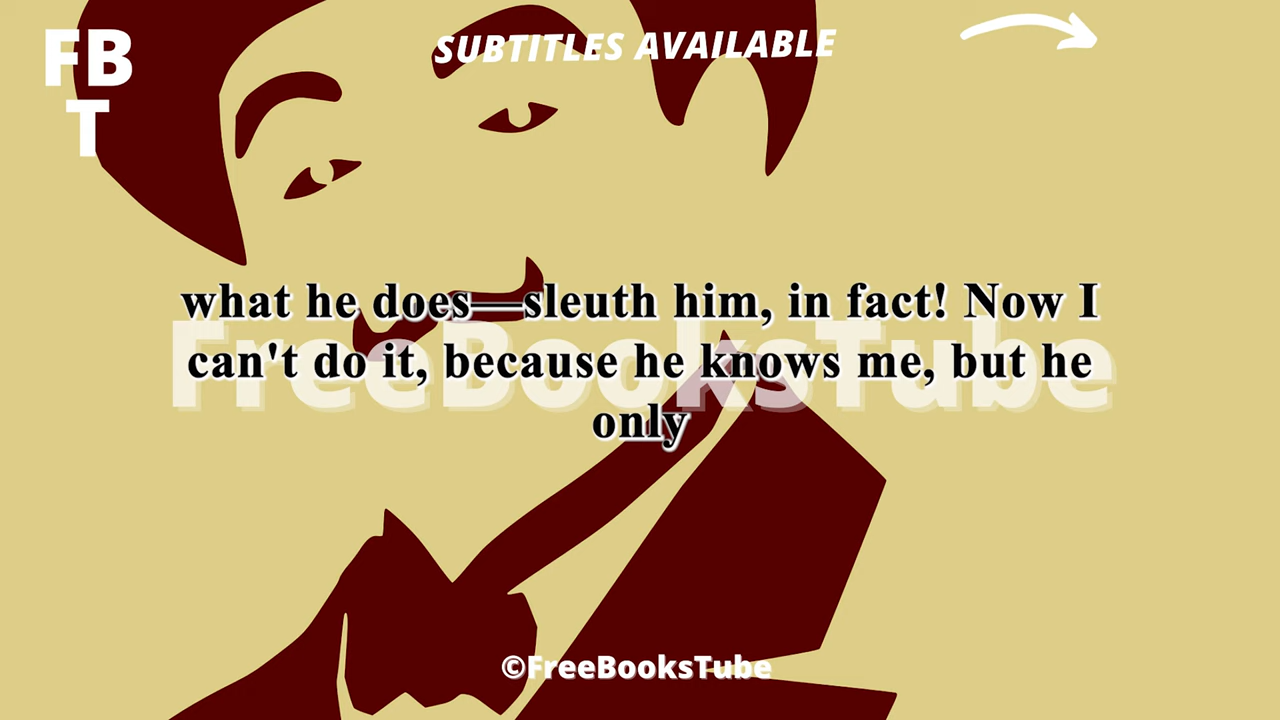 FB
T
SUBTITLES AVAILABLE
what he does—sleuth him, in fact! Now I
can't do it, because he knows me, but he
only
FreeBooksTube
©FreeBooksTube